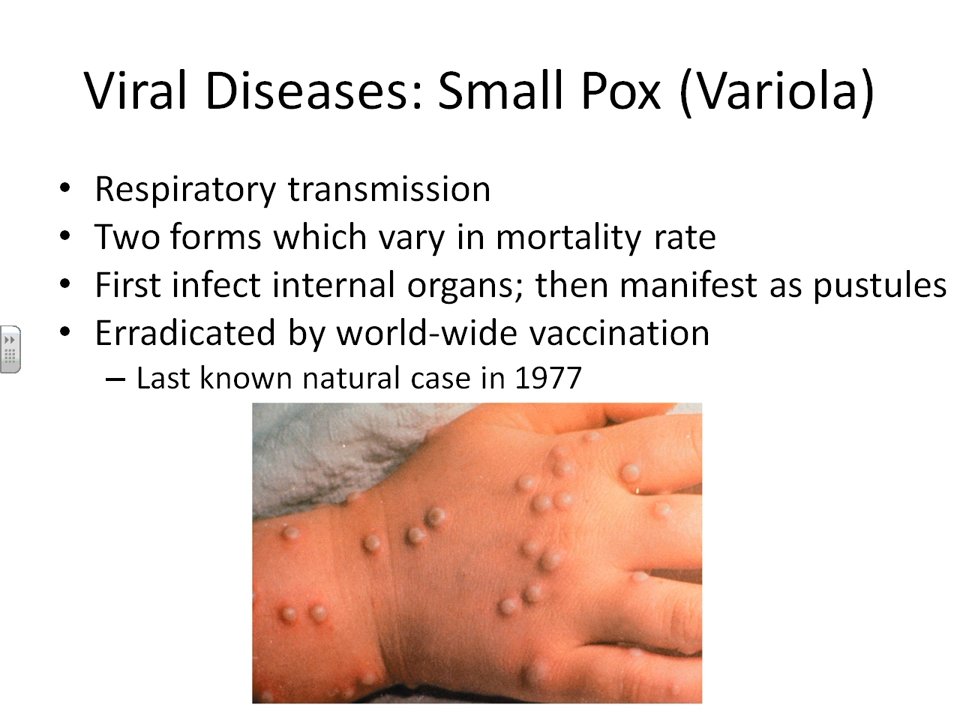 Viral Diseases: Small Pox (Variola)
• Respiratory transmission
• Two forms which vary in mortality rate
• First infect internal organs; then manifest as pustules
• Erradicated by world-wide vaccination
– Last known natural case in 1977